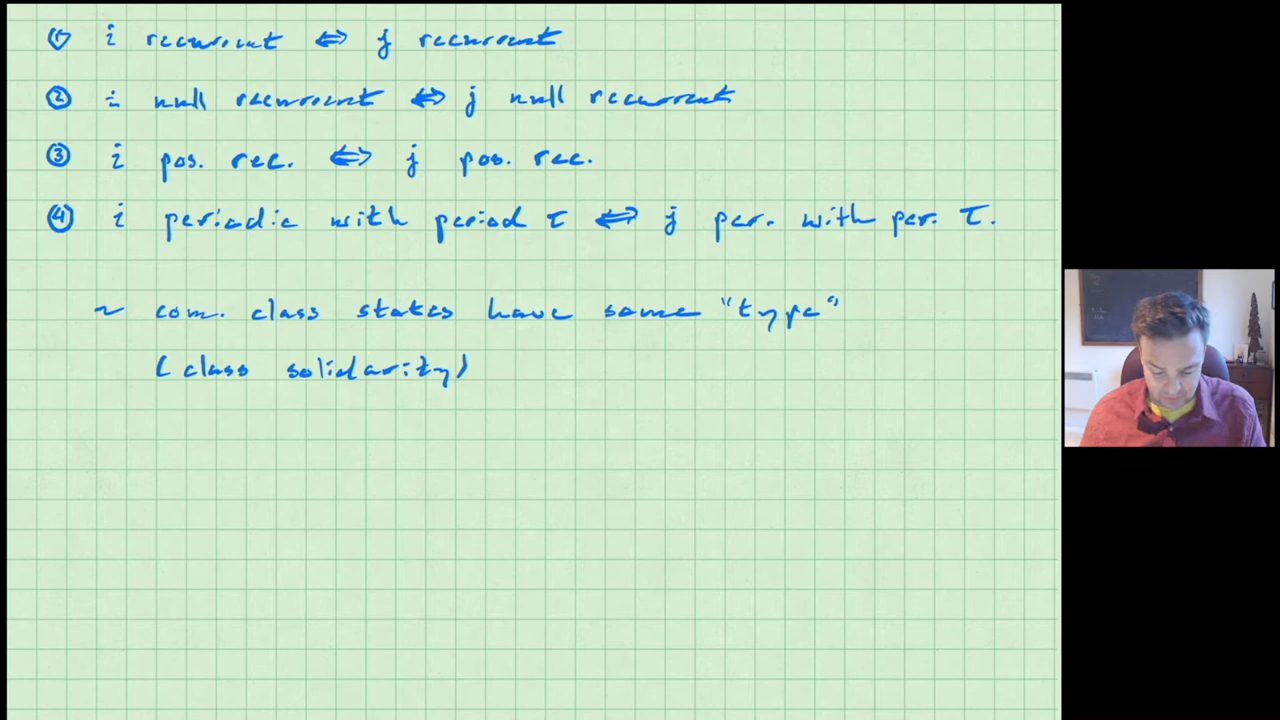 ① i recurrent ⇔ j recurrent
② i null recurrent ⇔ j null recurrent
③ i pos. rec. ⇔ j pos. rec.
④ i periodic with period τ ⇔ j per. with per. τ.
~ com. class states have same "type"
(class solidarity)